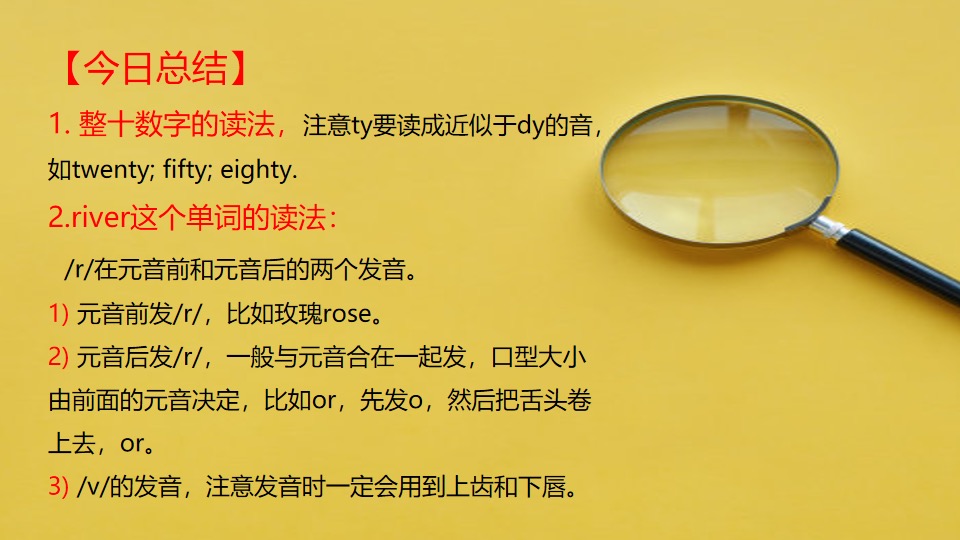 【今日总结】
1. 整十数字的读法，注意ty要读成近似于dy的音，
如twenty; fifty; eighty.
2.river这个单词的读法：
/r/在元音前和元音后的两个发音。
1) 元音前发/r/，比如玫瑰rose。
2) 元音后发/r/，一般与元音合在一起发，口型大小
由前面的元音决定，比如or，先发o，然后把舌头卷
上去，or。
3) /v/的发音，注意发音时一定会用到上齿和下唇。